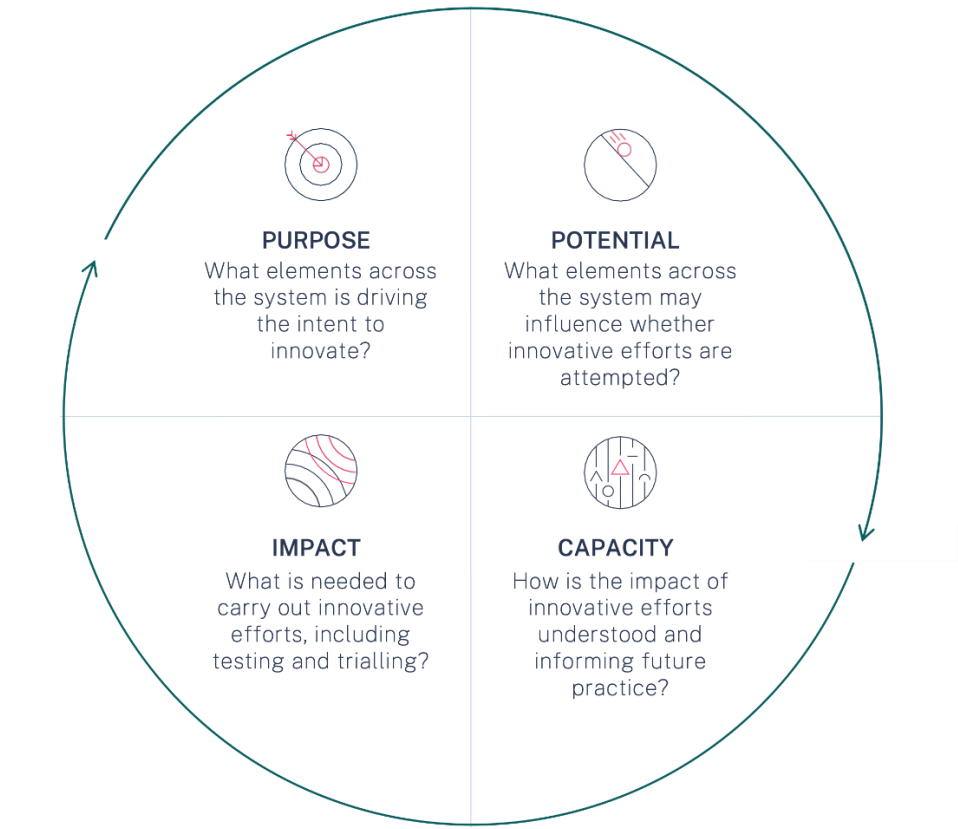 PURPOSE
What elements across
the system is driving
the intent to
innovate?
POTENTIAL
What elements across
the system may
influence whether
innovative efforts are
attempted?
IMPACT
What is needed to
carry out innovative
efforts, including
testing and trialling?
CAPACITY
How is the impact of
innovative efforts
understood and
informing future
practice?